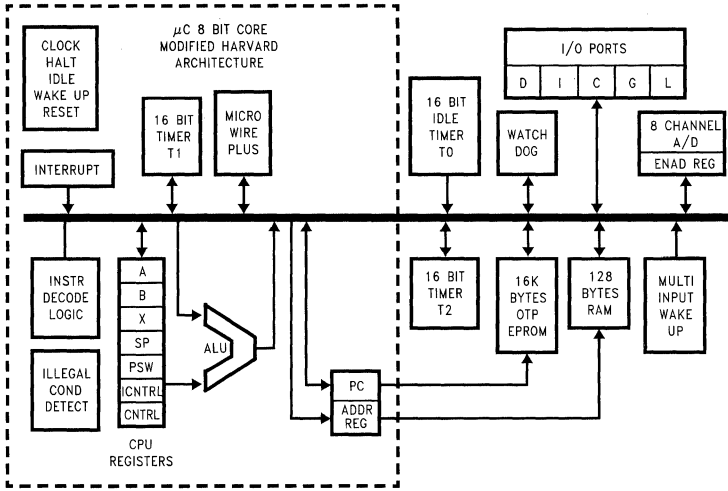 μC 8 BIT CORE
MODIFIED HARVARD
ARCHITECTURE
CLOCK
HALT
IDLE
WAKE UP
RESET
16 BIT
TIMER
T1
MICRO
WIRE
PLUS
INTERRUPT
I/O PORTS
D I C G L
16 BIT
IDLE
TIMER
T0
WATCH
DOG
8 CHANNEL
A/D
ENAD REG
INSTR
DECODE
LOGIC
ILLEGAL
COND
DETECT
A
B
X
SP
PSW
ICNTRL
CNTRL
CPU
REGISTERS
ALU
PC
ADDR
REG
16 BIT
TIMER
T2
16K
BYTES
OTP
EPROM
128
BYTES
RAM
MULTI
INPUT
WAKE
UP